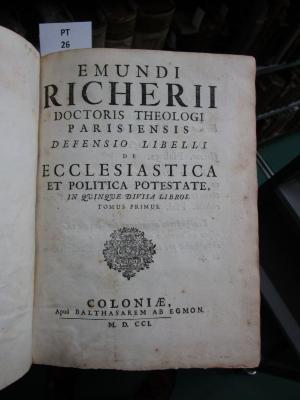 PT
26
EMUNDI
RICHERII
DOCTORIS THEOLOGI
PARISIENSIS
DEFENSIO LIBELLI
DE
ECCLESIASTICA
ET POLITICA POTESTATE,
IN QUINQUE DIVISA LIBROS.
TOMUS PRIMUS.
COLONIÆ,
Apud BALTHASAREM AB EGMON.
M. D. CCI.